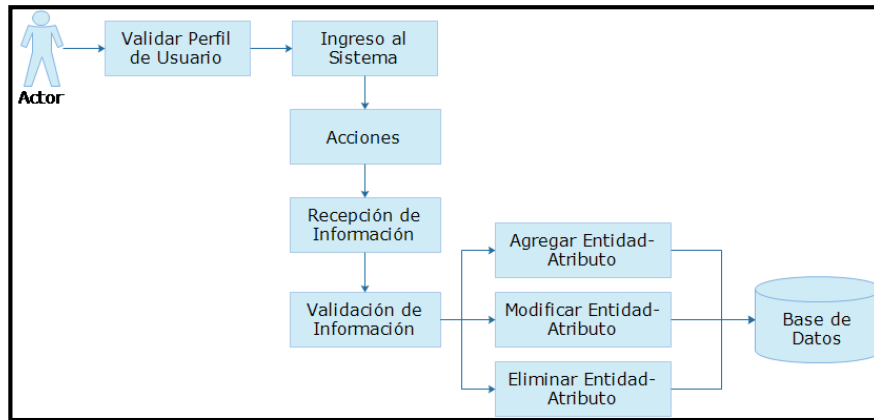 Validar Perfil
de Usuario
Ingreso al
Sistema
Actor
Acciones
Recepción de
Información
Agregar Entidad-
Atributo
Validación de
Información
Modificar Entidad-
Atributo
Base de
Datos
Eliminar Entidad-
Atributo